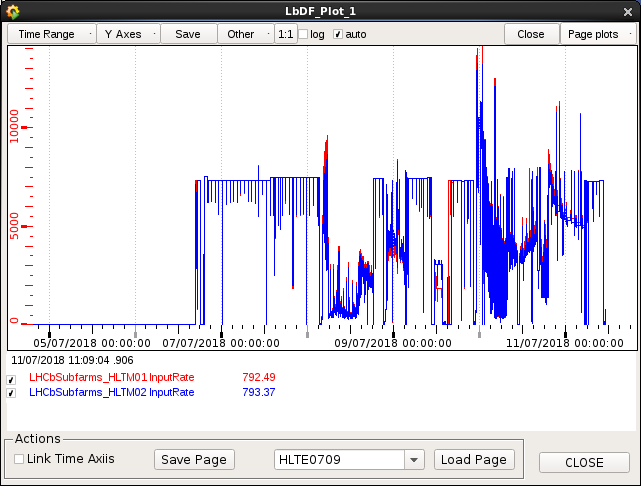 LbDF_Plot_1
Time Range Y Axes Save Other 1:1 log auto Close Page plots
10000
5000
0
05/07/2018 00:00:00 07/07/2018 00:00:00 09/07/2018 00:00:00 11/07/2018 00:00:00
11/07/2018 11:09:04 .906
LHCbSubfarms_HLTM01 InputRate 792.49
LHCbSubfarms_HLTM02 InputRate 793.37
Actions
Link Time Axiis Save Page HLTE0709 Load Page CLOSE